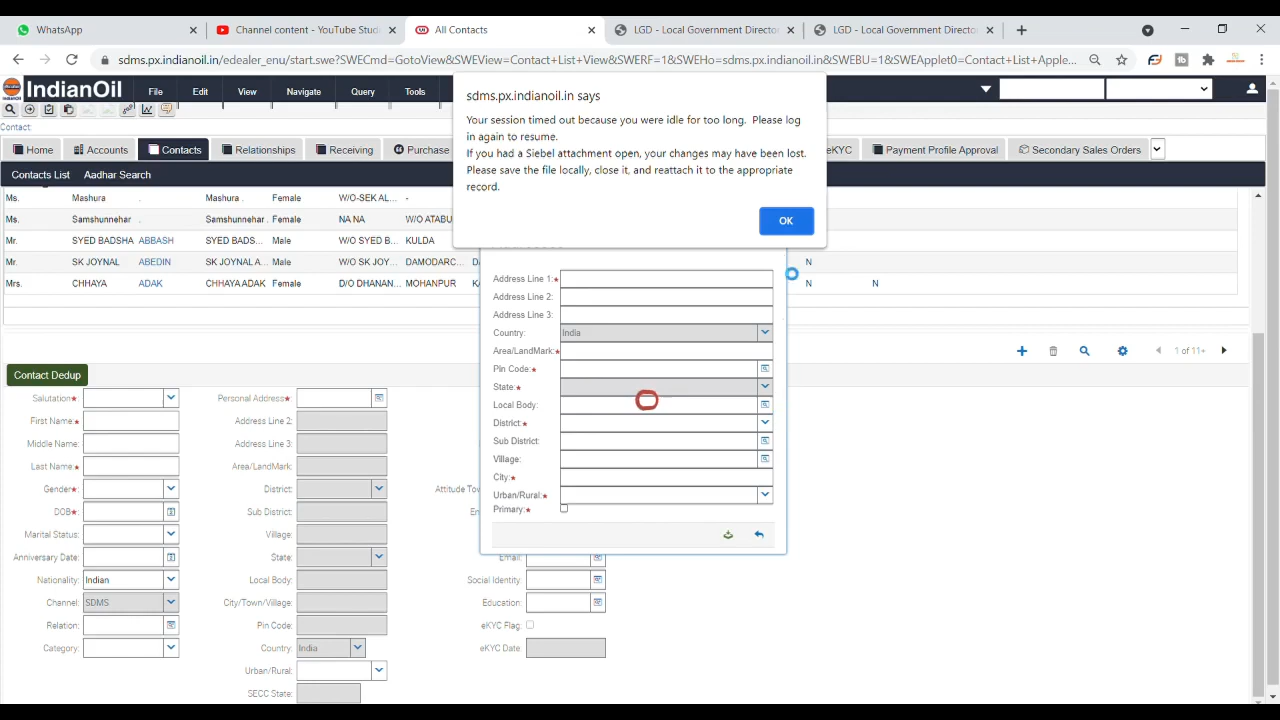 WhatsApp
Channel content - YouTube Studi
All Contacts
LGD - Local Government Director
LGD - Local Government Director
sdms.px.indianoil.in/edealer_enu/start.swe?SWECmd=GotoView&SWEView=Contact+List+View&SWERF=1&SWEHo=sdms.px.indianoil.in&SWEBU=1&SWEApplet0=Contact+List+Apple...
IndianOil
File Edit View Navigate Query Tools
Contact:
Home Accounts Contacts Relationships Receiving Purchase eKYC Payment Profile Approval Secondary Sales Orders
Contacts List Aadhar Search
sdms.px.indianoil.in says
Your session timed out because you were idle for too long. Please log
in again to resume.
If you had a Siebel attachment open, your changes may have been lost.
Please save the file locally, close it, and reattach it to the appropriate
record.
OK
Ms. Mashura . Mashura . Female W/O-SEK AL... -
Ms. Samshunnehar . Samshunnehar . Female NA NA W/O ATABU
Mr. SYED BADSHA ABBASH SYED BADS... Male W/O SYED B... KULDA
Mr. SK JOYNAL ABEDIN SK JOYNAL A... Male W/O SK JOY... DAMODARC... N
Mrs. CHHAYA ADAK CHHAYA ADAK Female D/O DHANAN... MOHANPUR N N
1 of 11+
Address Line 1:★
Address Line 2:
Address Line 3:
Country: India
Area/LandMark:★
Pin Code:★
State:★
Local Body:
District:★
Sub District:
Village:
City:★
Urban/Rural:★
Primary:★
Contact Dedup
Salutation★
First Name:★
Middle Name:
Last Name:★
Gender★:
DOB★:
Marital Status:
Anniversary Date:
Nationality: Indian
Channel: SDMS
Relation:
Category:
Personal Address★:
Address Line 2:
Address Line 3:
Area/LandMark:
District:
Sub District:
Village:
State:
Local Body:
City/Town/Village:
Pin Code:
Country: India
Urban/Rural:
SECC State:
Attitude Tow
Em
Email:
Social Identity:
Education:
eKYC Flag:
eKYC Date: